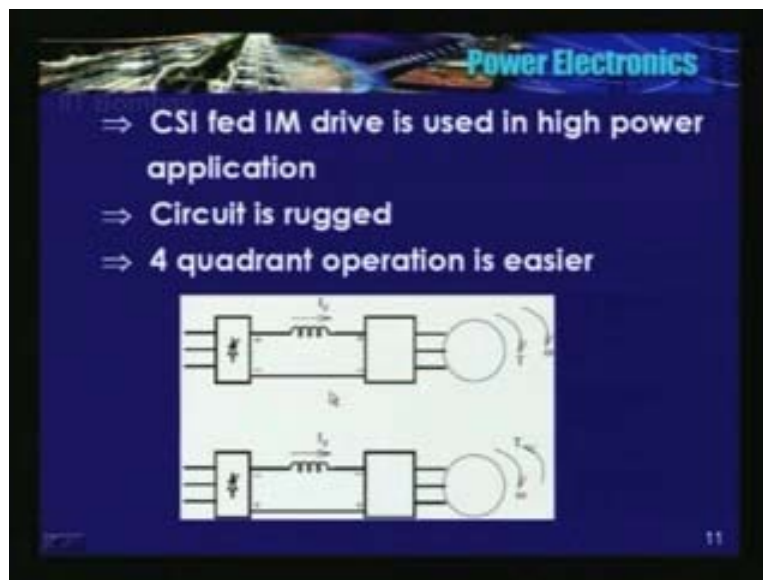 Power Electronics
⇒ CSI fed IM drive is used in high power
application
⇒ Circuit is rugged
⇒ 4 quadrant operation is easier
11